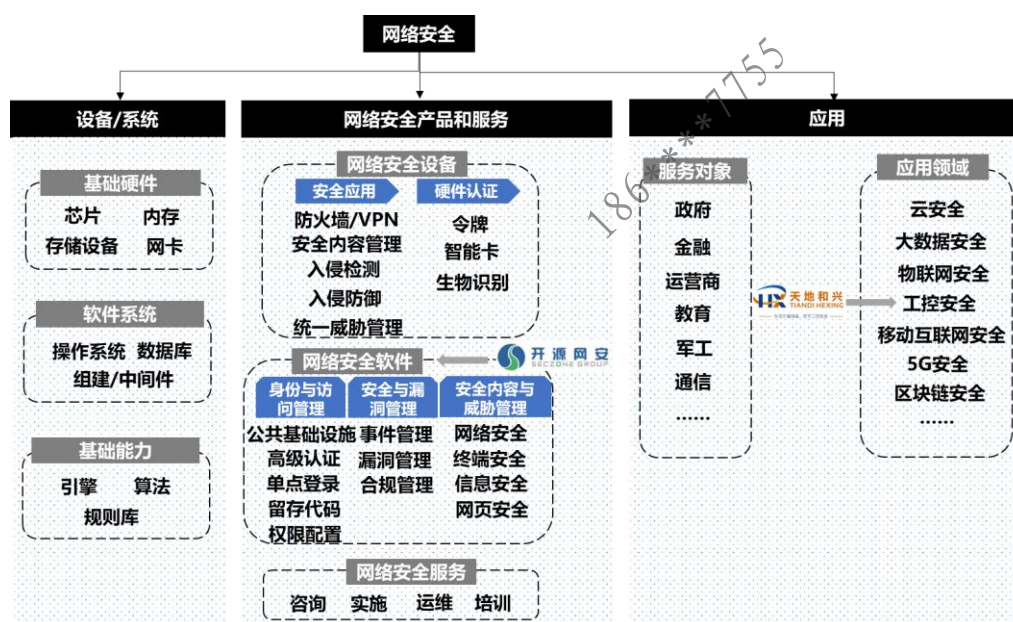 网络安全
设备/系统
基础硬件
芯片 内存
存储设备 网卡
软件系统
操作系统 数据库
组建/中间件
基础能力
引擎 算法
规则库
网络安全产品和服务
网络安全设备
安全应用 硬件认证
防火墙/VPN
安全内容管理
入侵检测
入侵防御
统一威胁管理
令牌
智能卡
生物识别
网络安全软件
开源网安
SECZONE GROUP
身份与访
问管理
公共基础设施
高级认证
单点登录
留存代码
权限配置
安全与漏
洞管理
事件管理
漏洞管理
合规管理
安全内容与
威胁管理
网络安全
终端安全
信息安全
网页安全
网络安全服务
咨询 实施 运维 培训
应用
服务对象
政府
金融
运营商
教育
军工
通信
……
HX 天地和兴
TIANDI HEXING
应用领域
云安全
大数据安全
物联网安全
工控安全
移动互联网安全
5G安全
区块链安全
……
186****7755